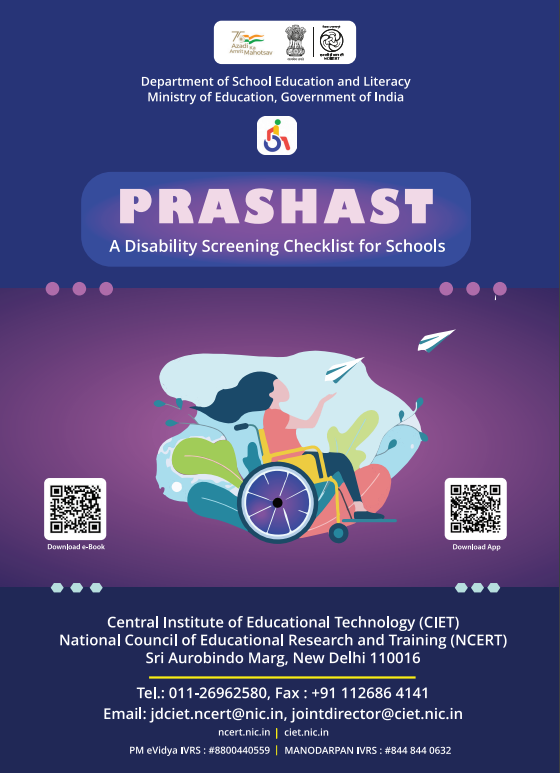 75
Azadi Ka
Amrit Mahotsav
NCERT
Department of School Education and Literacy
Ministry of Education, Government of India
PRASHAST
A Disability Screening Checklist for Schools
Download e-Book
Download App
Central Institute of Educational Technology (CIET)
National Council of Educational Research and Training (NCERT)
Sri Aurobindo Marg, New Delhi 110016
Tel.: 011-26962580, Fax : +91 112686 4141
Email: jdciet.ncert@nic.in, jointdirector@ciet.nic.in
ncert.nic.in | ciet.nic.in
PM eVidya IVRS : #8800440559 | MANODARPAN IVRS : #844 844 0632